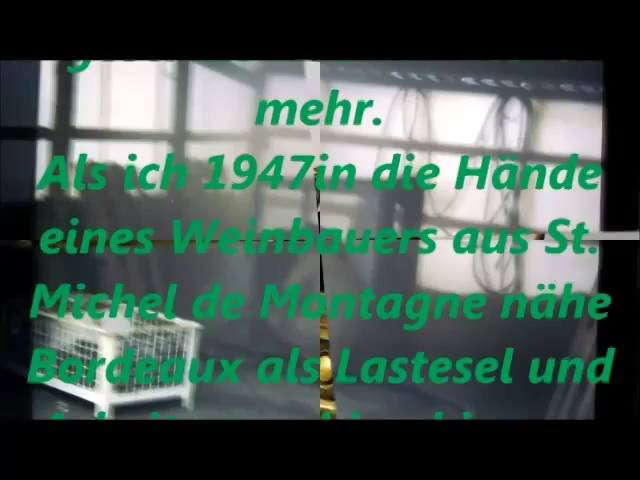 mehr.
Als ich 1947in die Hände
eines Weinbauers aus St.
Michel de Montagne nähe
Bordeaux als Lastesel und